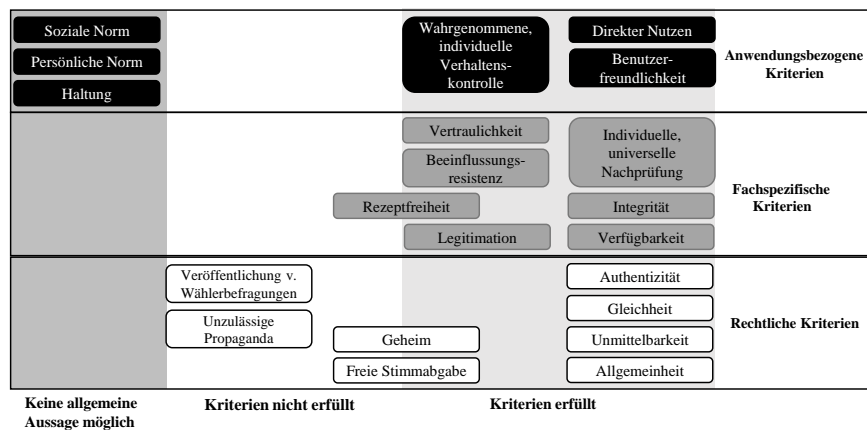 Soziale Norm
Persönliche Norm
Haltung
Wahrgenommene,
individuelle
Verhaltens-
kontrolle
Direkter Nutzen
Benutzer-
freundlichkeit
Anwendungsbezogene
Kriterien
Vertraulichkeit
Beeinflussungs-
resistenz
Rezeptfreiheit
Legitimation
Individuelle,
universelle
Nachprüfung
Integrität
Verfügbarkeit
Fachspezifische
Kriterien
Veröffentlichung v.
Wählerbefragungen
Unzulässige
Propaganda
Geheim
Freie Stimmabgabe
Authentizität
Gleichheit
Unmittelbarkeit
Allgemeinheit
Rechtliche Kriterien
Keine allgemeine
Aussage möglich
Kriterien nicht erfüllt
Kriterien erfüllt